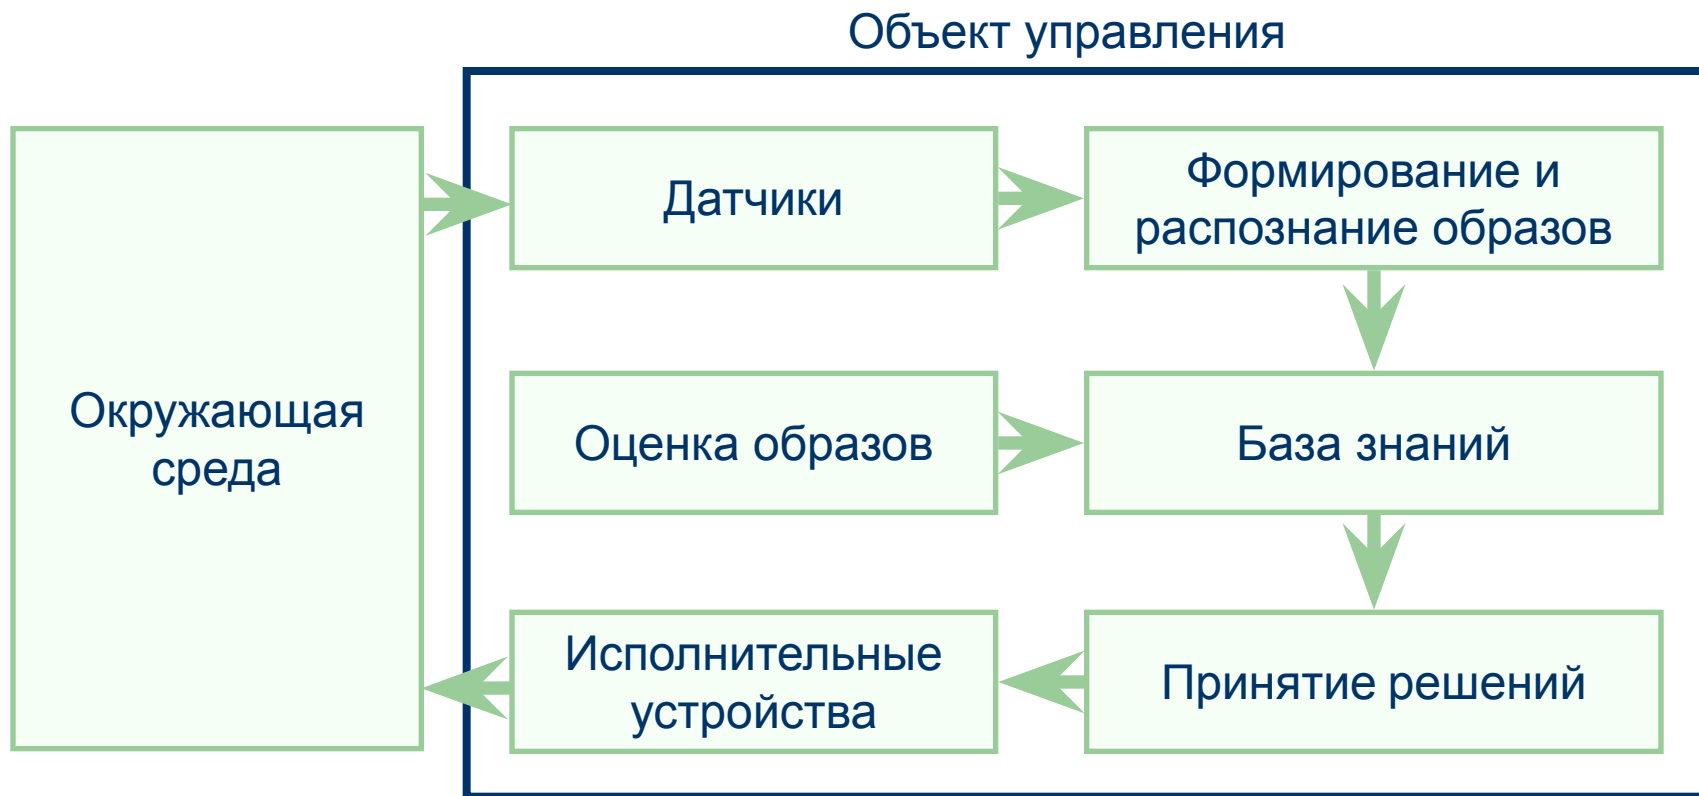 Объект управления
Датчики
Формирование и
распознание образов
Окружающая
среда
Оценка образов
База знаний
Исполнительные
устройства
Принятие решений